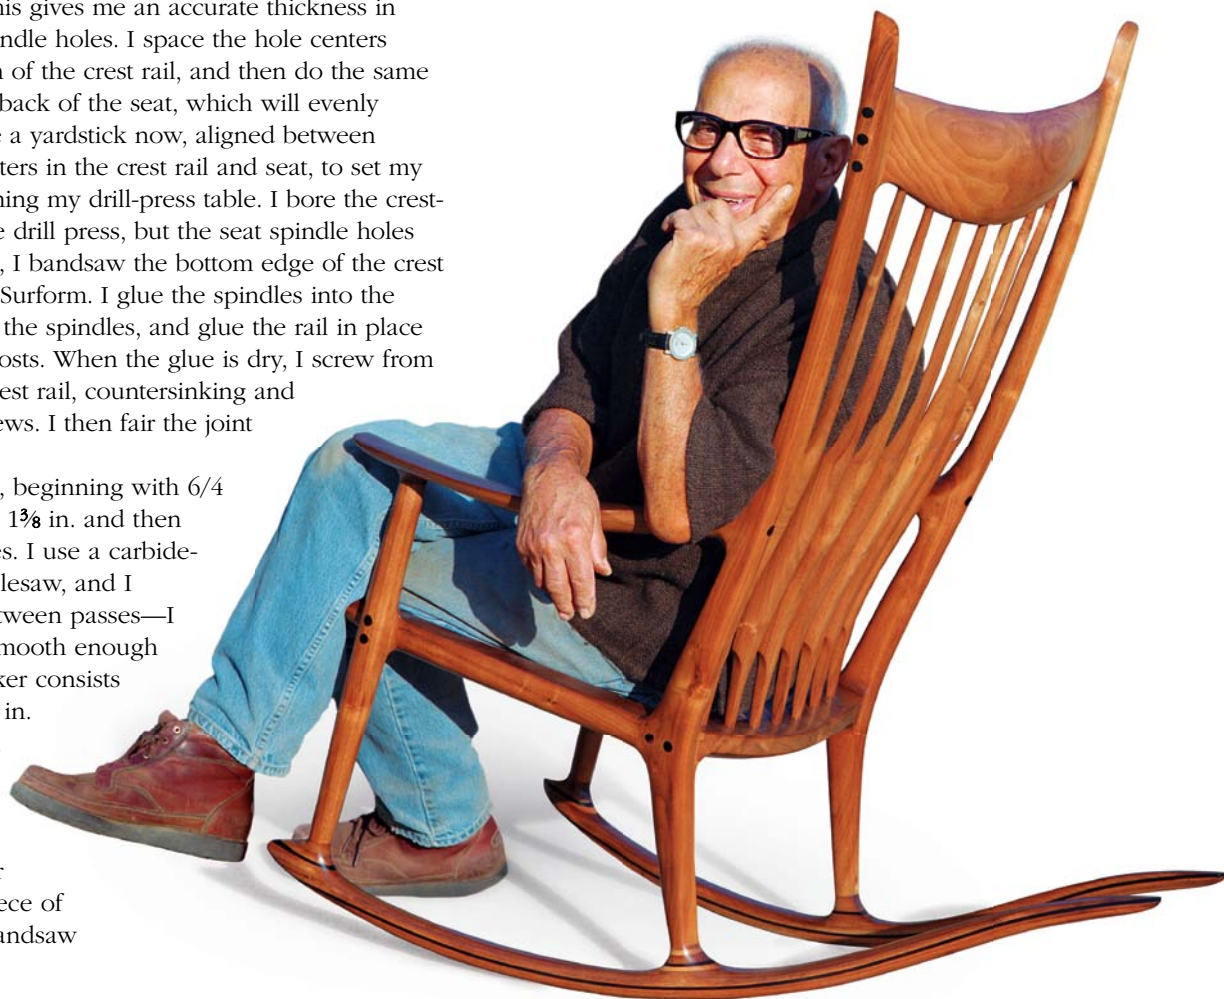 his gives me an accurate thickness in
ndle holes. I space the hole centers
n of the crest rail, and then do the same
back of the seat, which will evenly
e a yardstick now, aligned between
ters in the crest rail and seat, to set my
ning my drill-press table. I bore the crest-
e drill press, but the seat spindle holes
, I bandsaw the bottom edge of the crest
Surform. I glue the spindles into the
the spindles, and glue the rail in place
osts. When the glue is dry, I screw from
est rail, countersinking and
ews. I then fair the joint
, beginning with 6/4
1⅜ in. and then
es. I use a carbide-
lesaw, and I
tween passes—I
mooth enough
ker consists
in.
r
ece of
andsaw